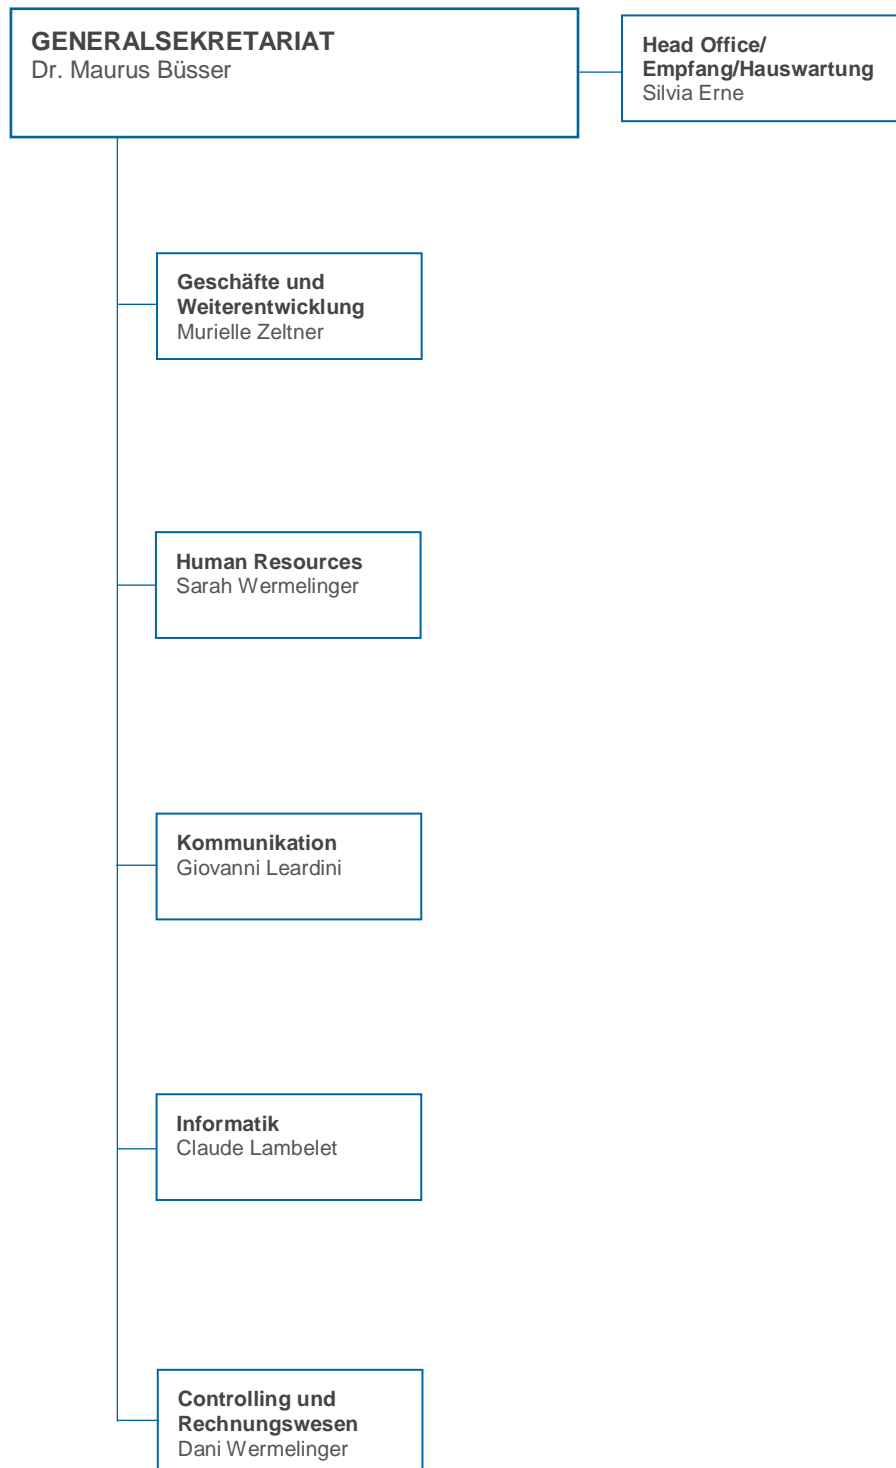 GENERALSEKRETARIAT
Dr. Maurus Büsser
Head Office/
Empfang/Hauswartung
Silvia Erne
Geschäfte und
Weiterentwicklung
Murielle Zeltner
Human Resources
Sarah Wermelinger
Kommunikation
Giovanni Leardini
Informatik
Claude Lambelet
Controlling und
Rechnungswesen
Dani Wermelinger